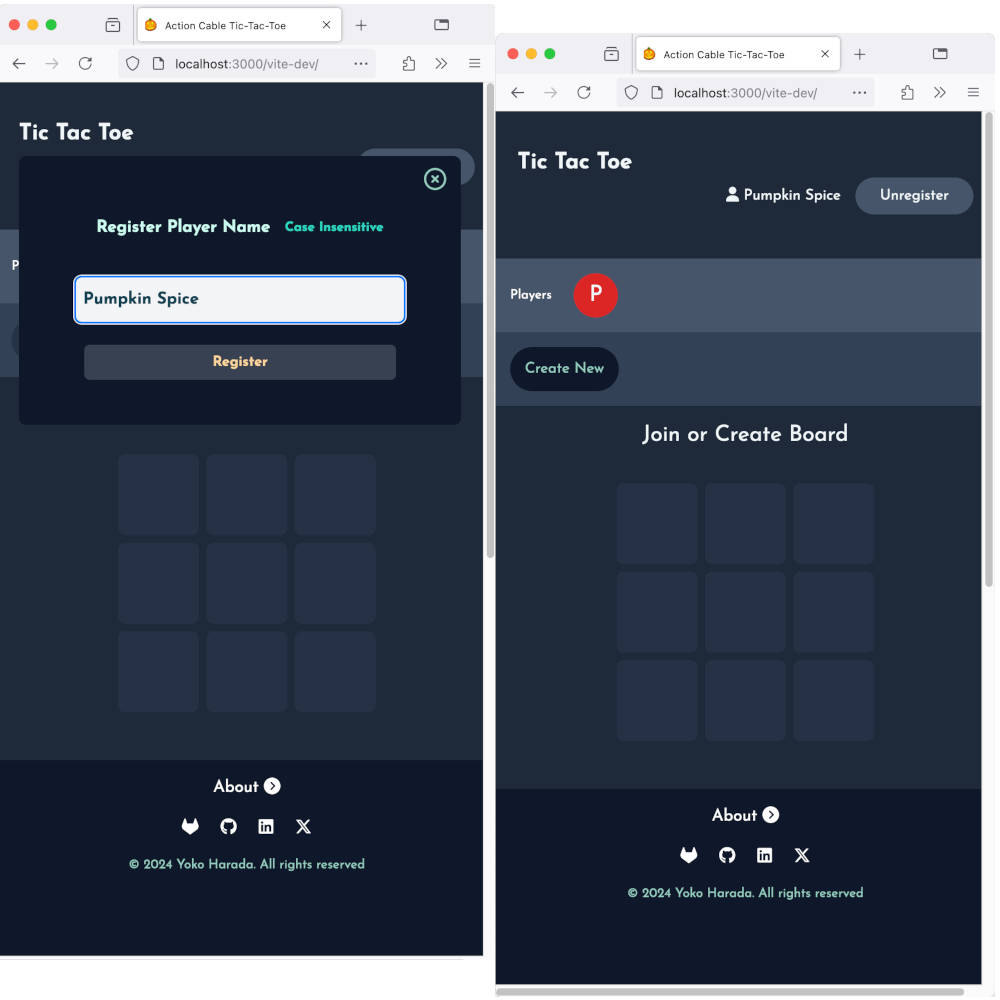 Action Cable Tic-Tac-Toe
localhost:3000/vite-dev/
Tic Tac Toe
Register Player Name Case Insensitive
P
Pumpkin Spice
Register
About
© 2024 Yoko Harada. All rights reserved
Action Cable Tic-Tac-Toe
localhost:3000/vite-dev/
Tic Tac Toe
Pumpkin Spice Unregister
Players P
Create New
Join or Create Board
About
© 2024 Yoko Harada. All rights reserved